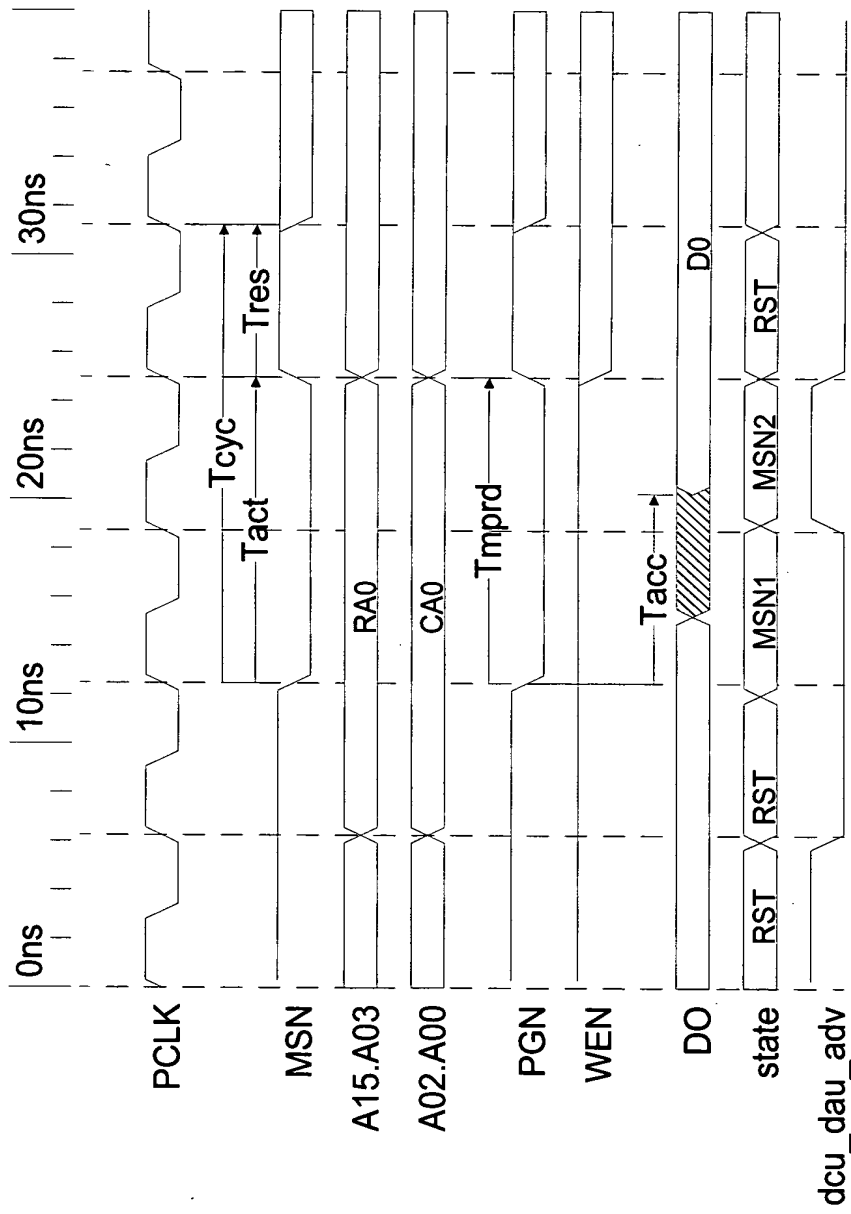 0ns 10ns 20ns 30ns
PCLK
Tcyc
Tact Tres
MSN
A15.A03 RA0
A02.A00 CA0
Tmprd
PGN
WEN
Tacc
DO D0
state RST RST MSN1 MSN2 RST
dcu_dau_adv